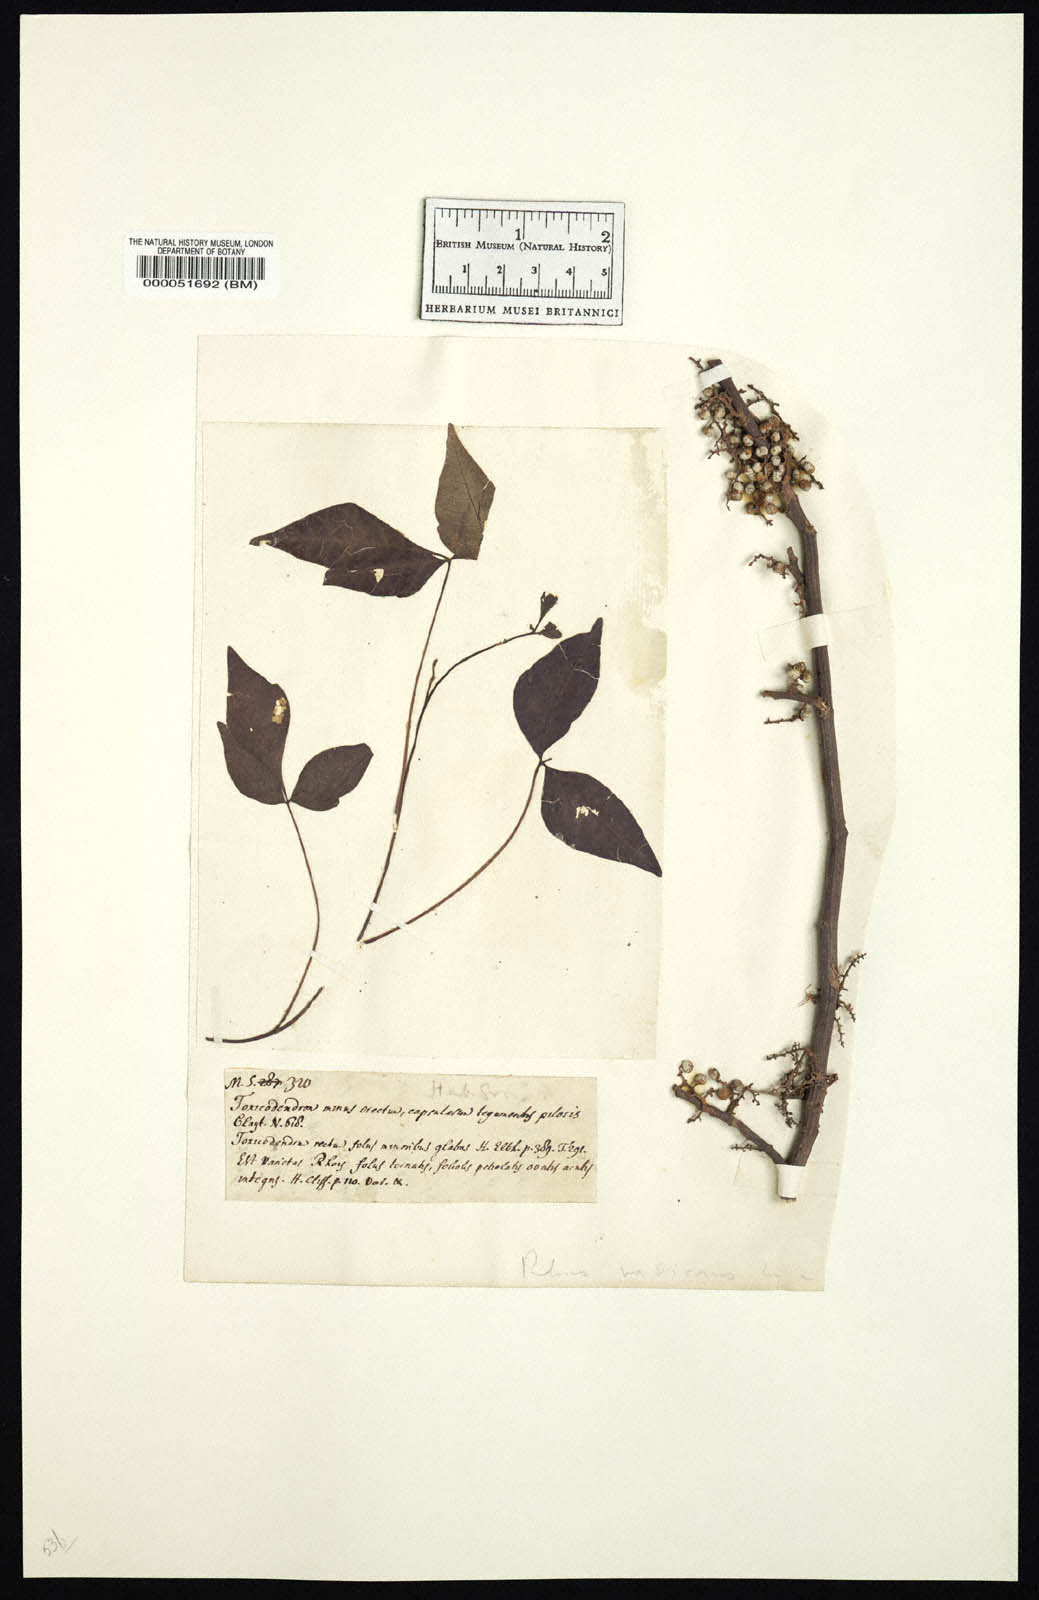 THE NATURAL HISTORY MUSEUM, LONDON
DEPARTMENT OF BOTANY
000051692 (BM)
1 2
BRITISH MUSEUM (NATURAL HISTORY)
1 2 3 4 5
HERBARIUM MUSEI BRITANNICI
M. S. 287 320
Toxicodendron minus erectum, capsularum tegumentis pilosis
Clayt. N. 618.
Toxicodendron rectum foliis minoribus glabris H. Elth. p. 389. T. 291.
Est varietas Rhois foliis ternatis, foliolis petiolatis ovatis acutis
integris. H. Cliff. p. 110. Var. α.
Rhus radicans
536